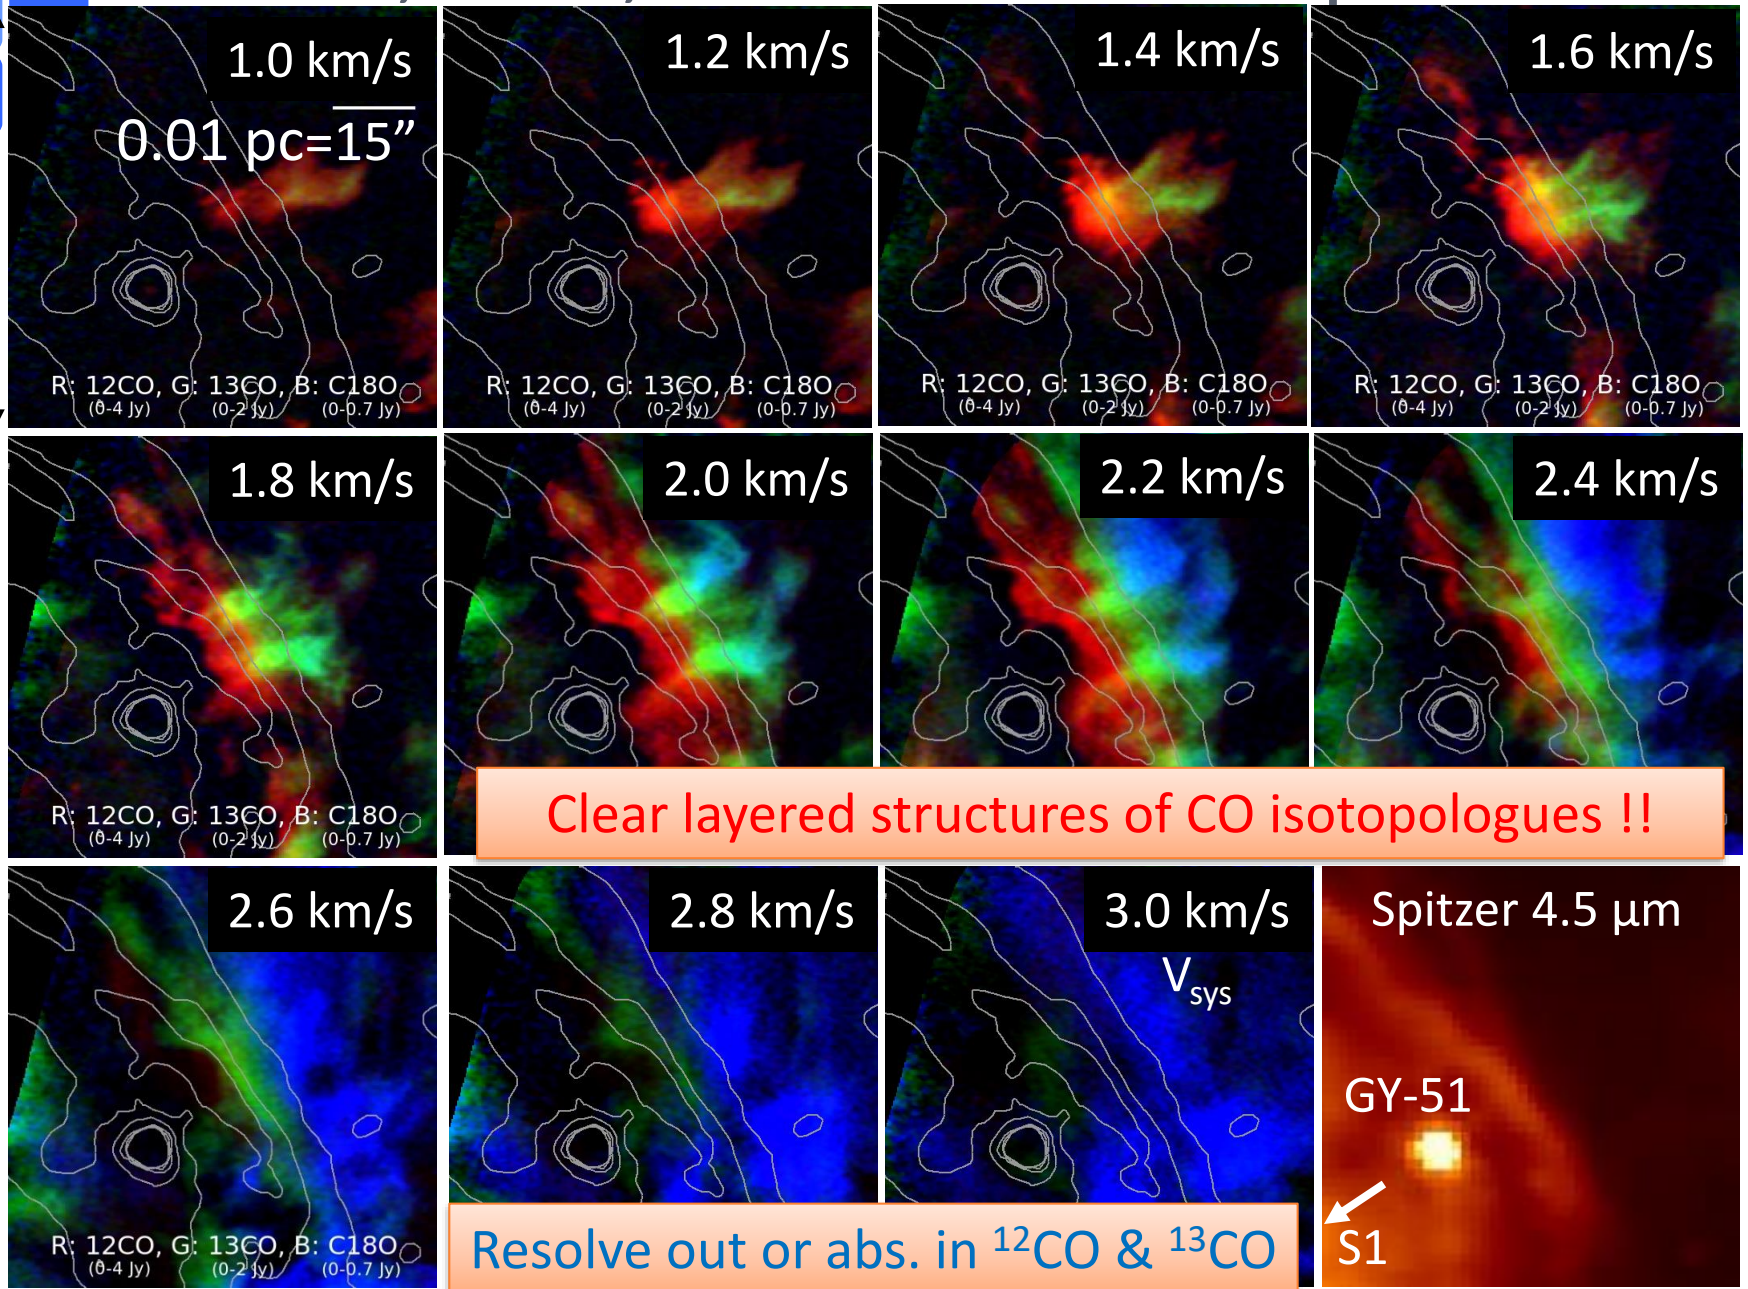 1.0 km/s
0.01 pc=15”
R: 12CO, G: 13CO, B: C18O
(0-4 Jy) (0-2 Jy) (0-0.7 Jy)
1.2 km/s
R: 12CO, G: 13CO, B: C18O
(0-4 Jy) (0-2 Jy) (0-0.7 Jy)
1.4 km/s
R: 12CO, G: 13CO, B: C18O
(0-4 Jy) (0-2 Jy) (0-0.7 Jy)
1.6 km/s
R: 12CO, G: 13CO, B: C18O
(0-4 Jy) (0-2 Jy) (0-0.7 Jy)
1.8 km/s
R: 12CO, G: 13CO, B: C18O
(0-4 Jy) (0-2 Jy) (0-0.7 Jy)
2.0 km/s
2.2 km/s
2.4 km/s
Clear layered structures of CO isotopologues !!
2.6 km/s
R: 12CO, G: 13CO, B: C18O
(0-4 Jy) (0-2 Jy) (0-0.7 Jy)
2.8 km/s
3.0 km/s
Vsys
Resolve out or abs. in ¹²CO & ¹³CO
Spitzer 4.5 µm
GY-51
S1